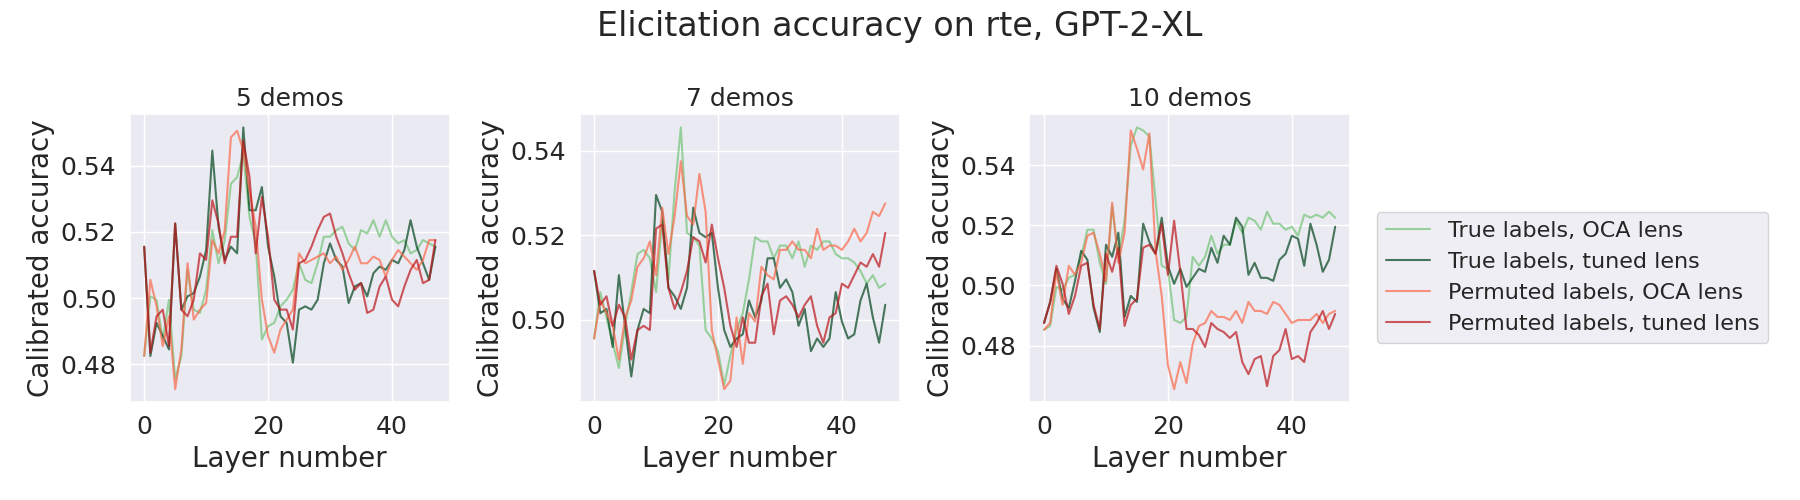 Elicitation accuracy on rte, GPT-2-XL
5 demos
Calibrated accuracy
0.54
0.52
0.50
0.48
0
20
40
Layer number
7 demos
Calibrated accuracy
0.54
0.52
0.50
0
20
40
Layer number
10 demos
Calibrated accuracy
0.54
0.52
0.50
0.48
0
20
40
Layer number
True labels, OCA lens
True labels, tuned lens
Permuted labels, OCA lens
Permuted labels, tuned lens